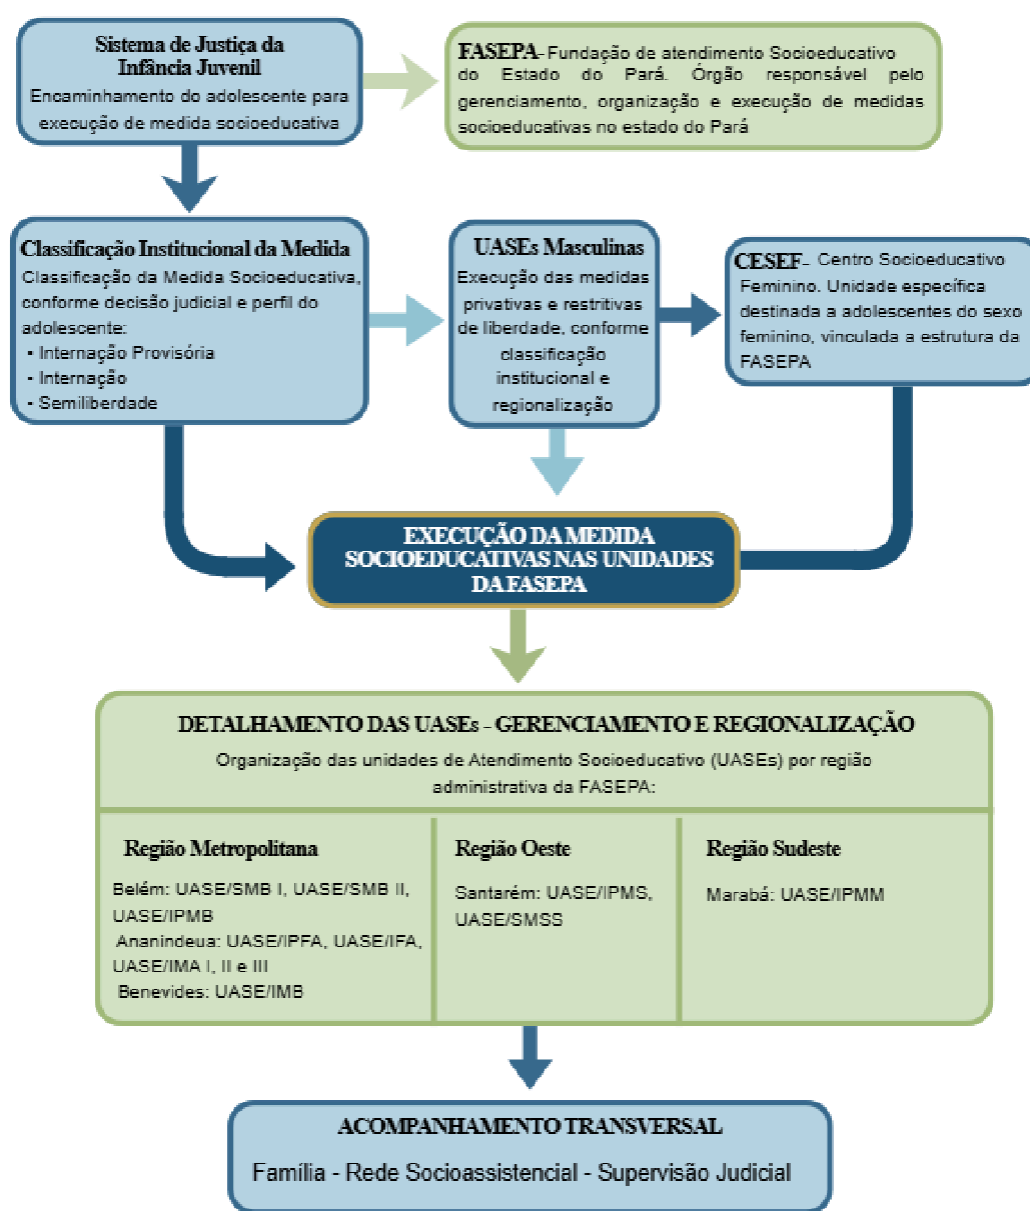 Sistema de Justiça da
Infância Juvenil
Encaminhamento do adolescente para
execução de medida socioeducativa
FASEPA- Fundação de atendimento Socioeducativo
do Estado do Pará. Órgão responsável pelo
gerenciamento, organização e execução de medidas
socioeducativas no estado do Pará
Classificação Institucional da Medida
Classificação da Medida Socioeducativa,
conforme decisão judicial e perfil do
adolescente:
• Internação Provisória
• Internação
• Semiliberdade
UASEs Masculinas
Execução das medidas
privativas e restritivas
de liberdade, conforme
classificação
institucional e
regionalização
CESEF- Centro Socioeducativo
Feminino. Unidade específica
destinada a adolescentes do sexo
feminino, vinculada a estrutura da
FASEPA
EXECUÇÃO DA MEDIDA
SOCIOEDUCATIVAS NAS UNIDADES
DA FASEPA
DETALHAMENTO DAS UASEs - GERENCIAMENTO E REGIONALIZAÇÃO
Organização das unidades de Atendimento Socioeducativo (UASEs) por região
administrativa da FASEPA:
Região Metropolitana
Belém: UASE/SMB I, UASE/SMB II,
UASE/IPMB
Ananindeua: UASE/IPFA, UASE/IFA,
UASE/IMA I, II e III
Benevides: UASE/IMB
Região Oeste
Santarém: UASE/IPMS,
UASE/SMSS
Região Sudeste
Marabá: UASE/IPMM
ACOMPANHAMENTO TRANSVERSAL
Família - Rede Socioassistencial - Supervisão Judicial